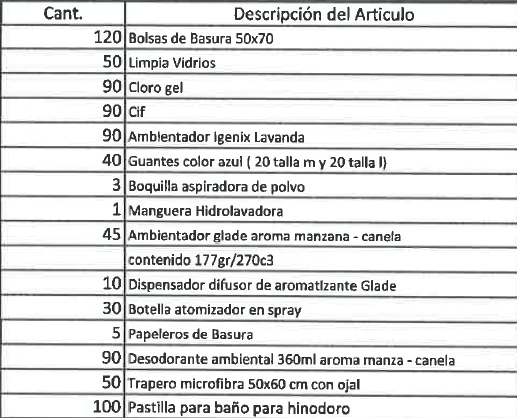 Cant. Descripción del Articulo
120 Bolsas de Basura 50x70
50 Limpia Vidrios
90 Cloro gel
90 Cif
90 Ambientador Igenix Lavanda
40 Guantes color azul ( 20 talla m y 20 talla l)
3 Boquilla aspiradora de polvo
1 Manguera Hidrolavadora
45 Ambientador glade aroma manzana - canela
contenido 177gr/270c3
10 Dispensador difusor de aromatizante Glade
30 Botella atomizador en spray
5 Papeleros de Basura
90 Desodorante ambiental 360ml aroma manza - canela
50 Trapero microfibra 50x60 cm con ojal
100 Pastilla para baño para hinodoro